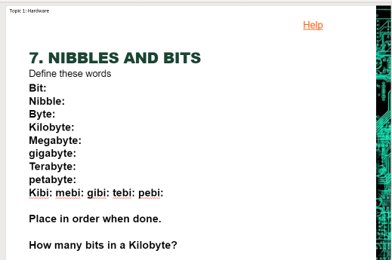 Topic 1: Hardware
Help
7. NIBBLES AND BITS
Define these words
Bit:
Nibble:
Byte:
Kilobyte:
Megabyte:
gigabyte:
Terabyte:
petabyte:
Kibi: mebi: gibi: tebi: pebi:
Place in order when done.
How many bits in a Kilobyte?